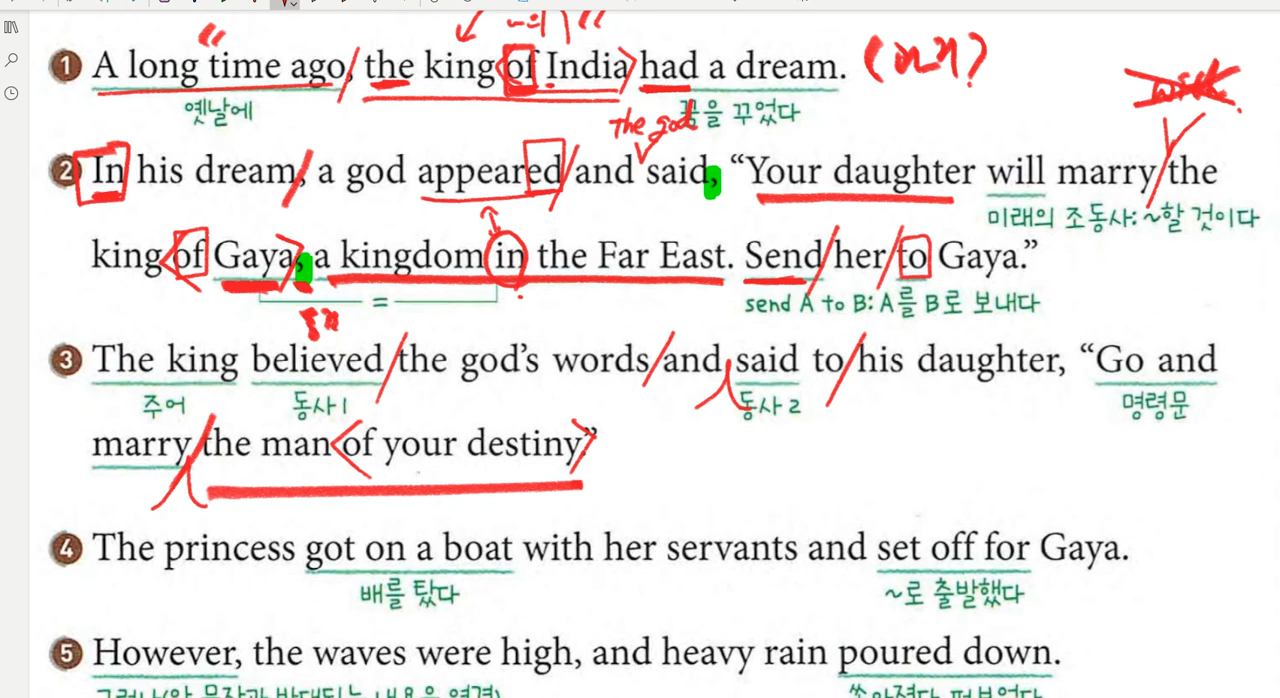 ~의
① A long time ago, the king of India had a dream.
옛날에 꿈을 꾸었다
the god
② In his dream, a god appeared and said, “Your daughter will marry the
미래의 조동사: ~할 것이다
king of Gaya, a kingdom in the Far East. Send her to Gaya.”
= send A to B: A를 B로 보내다
③ The king believed the god’s words and said to his daughter, “Go and
주어 동사1 동사2 명령문
marry the man of your destiny.”
④ The princess got on a boat with her servants and set off for Gaya.
배를 탔다 ~로 출발했다
⑤ However, the waves were high, and heavy rain poured down.